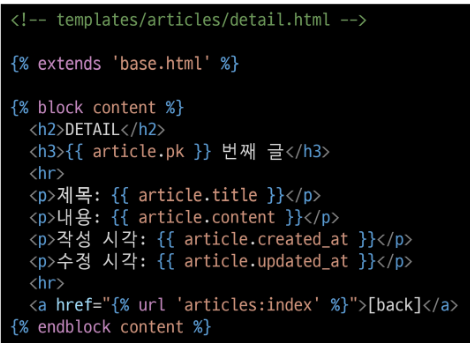 <!-- templates/articles/detail.html -->
{% extends 'base.html' %}
{% block content %}
<h2>DETAIL</h2>
<h3>{{ article.pk }} 번째 글</h3>
<hr>
<p>제목: {{ article.title }}</p>
<p>내용: {{ article.content }}</p>
<p>작성 시각: {{ article.created_at }}</p>
<p>수정 시각: {{ article.updated_at }}</p>
<hr>
<a href="{% url 'articles:index' %}">[back]</a>
{% endblock content %}